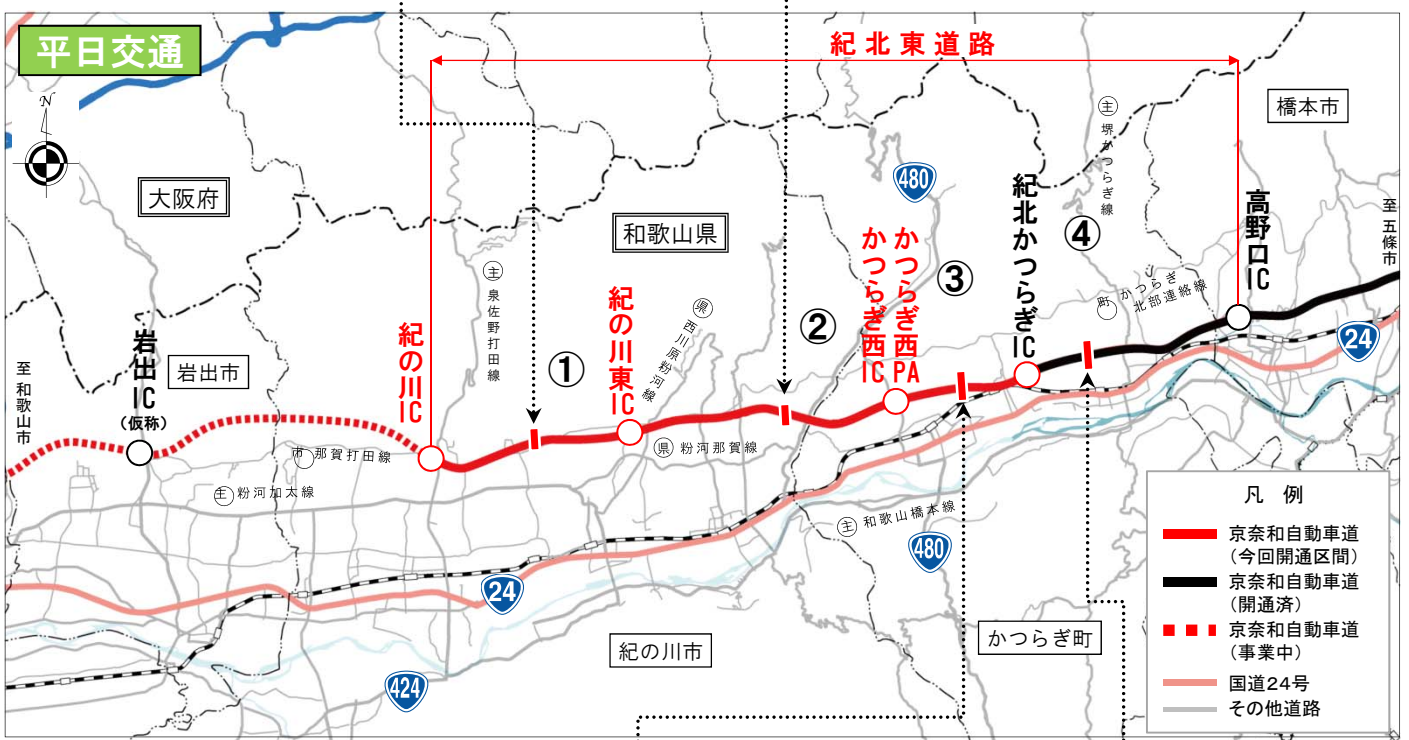 平日交通
紀北東道路
N
橋本市
大阪府
和歌山県
480
主 堺かつらぎ線
紀北かつらぎIC
高野口IC
至 五條市
主 泉佐野打田線
県 西川原粉河線
かつらぎ西PA
かつらぎ西IC
③
④
町 かつらぎ
北部連絡線
紀の川IC
紀の川東IC
①
②
24
岩出IC
(仮称)
岩出市
至 和歌山市
市 那賀打田線
県 粉河那賀線
主 粉河加太線
主 和歌山橋本線
480
24
424
紀の川市
かつらぎ町
凡 例
京奈和自動車道
(今回開通区間)
京奈和自動車道
(開通済)
京奈和自動車道
(事業中)
国道24号
その他道路